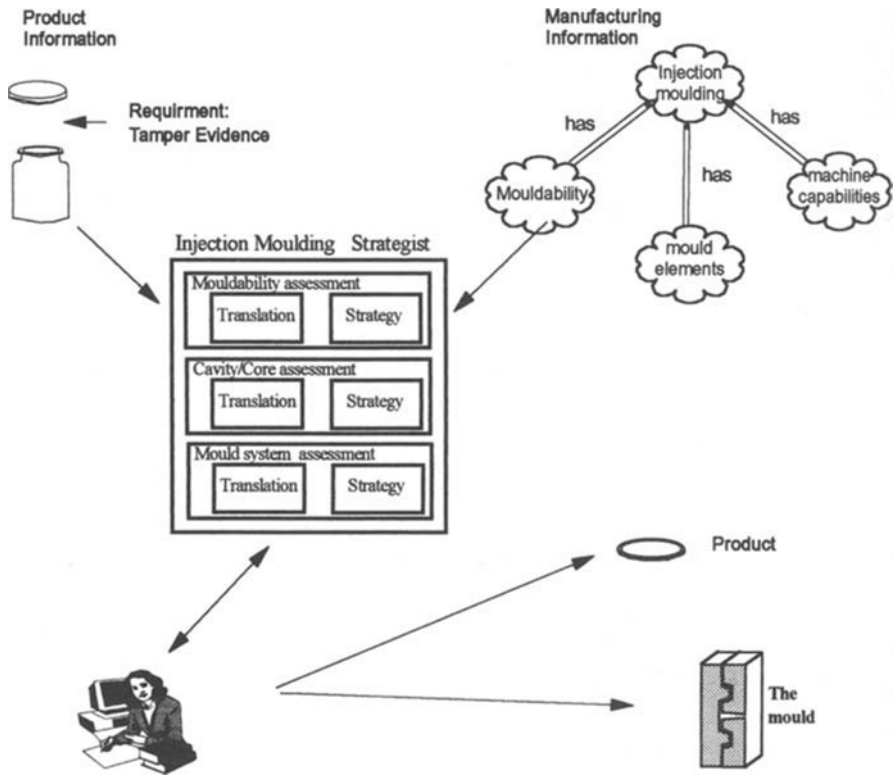 Product
Information
Requirment:
Tamper Evidence
Manufacturing
Information
Injection
moulding
has
has
has
Mouldability
machine
capabilities
mould
elements
Injection Moulding Strategist
Mouldability assessment
Translation
Strategy
Cavity/Core assessment
Translation
Strategy
Mould system assessment
Translation
Strategy
Product
The
mould